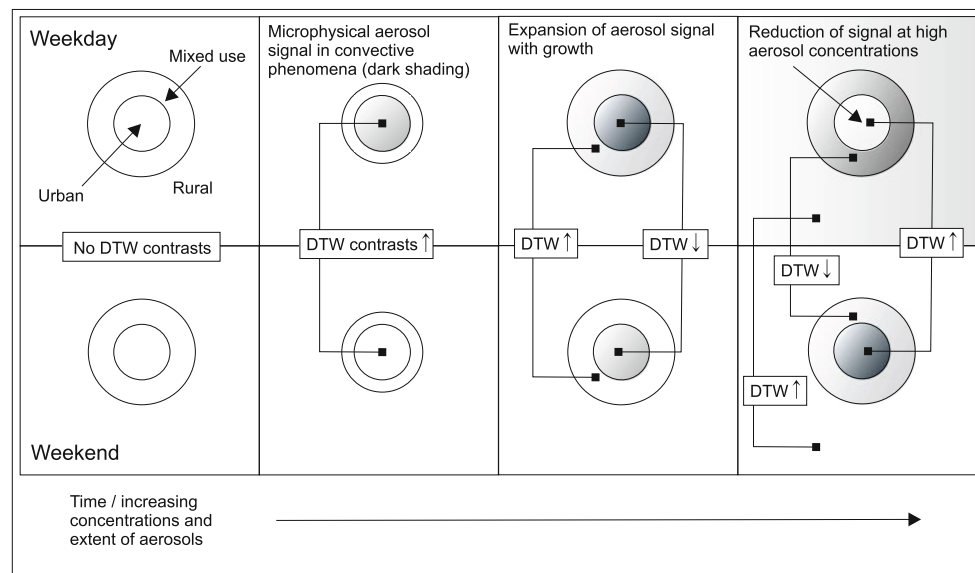 Weekday
Mixed use
Urban
Rural
Microphysical aerosol
signal in convective
phenomena (dark shading)
Expansion of aerosol signal
with growth
Reduction of signal at high
aerosol concentrations
No DTW contrasts
DTW contrasts ↑
DTW ↑
DTW ↓
DTW ↑
DTW ↓
DTW ↑
Weekend
Time / increasing
concentrations and
extent of aerosols